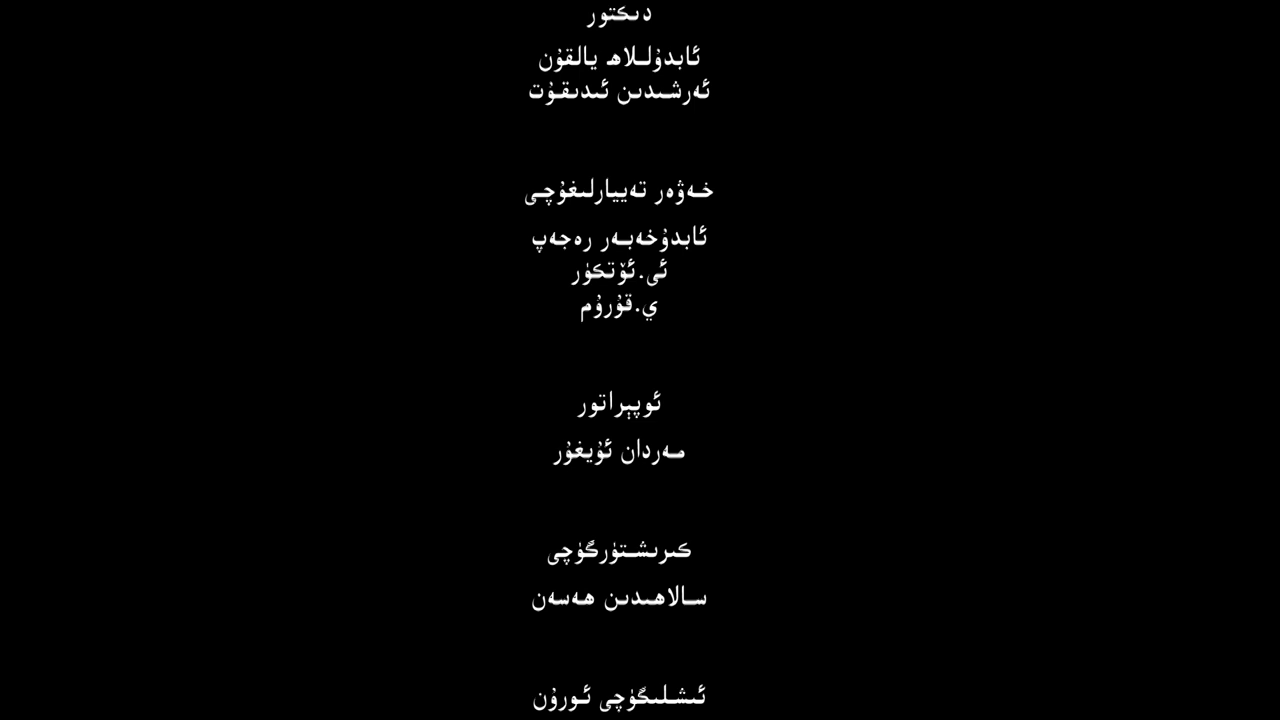 دىكتور
ئابدۇللاھ يالقۇن
ئەرشىدىن ئىدىقۇت
خەۋەر تەييارلىغۇچى
ئابدۇخەبەر رەجەپ
ئى.ئۆتكۈر
ي.قۇرۇم
ئوپېراتور
مەردان ئۇيغۇر
كىرىشتۈرگۈچى
سالاھىدىن ھەسەن
ئىشلىگۈچى ئورۇن